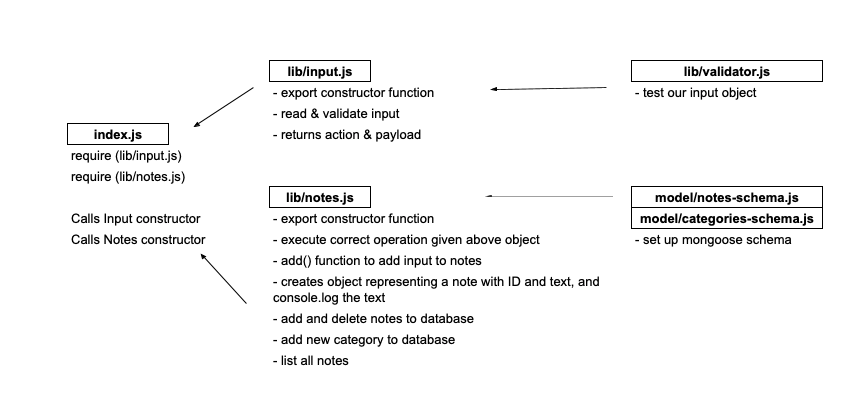 index.js
require (lib/input.js)
require (lib/notes.js)
Calls Input constructor
Calls Notes constructor
lib/input.js
- export constructor function
- read & validate input
- returns action & payload
lib/notes.js
- export constructor function
- execute correct operation given above object
- add() function to add input to notes
- creates object representing a note with ID and text, and
console.log the text
- add and delete notes to database
- add new category to database
- list all notes
lib/validator.js
- test our input object
model/notes-schema.js
model/categories-schema.js
- set up mongoose schema